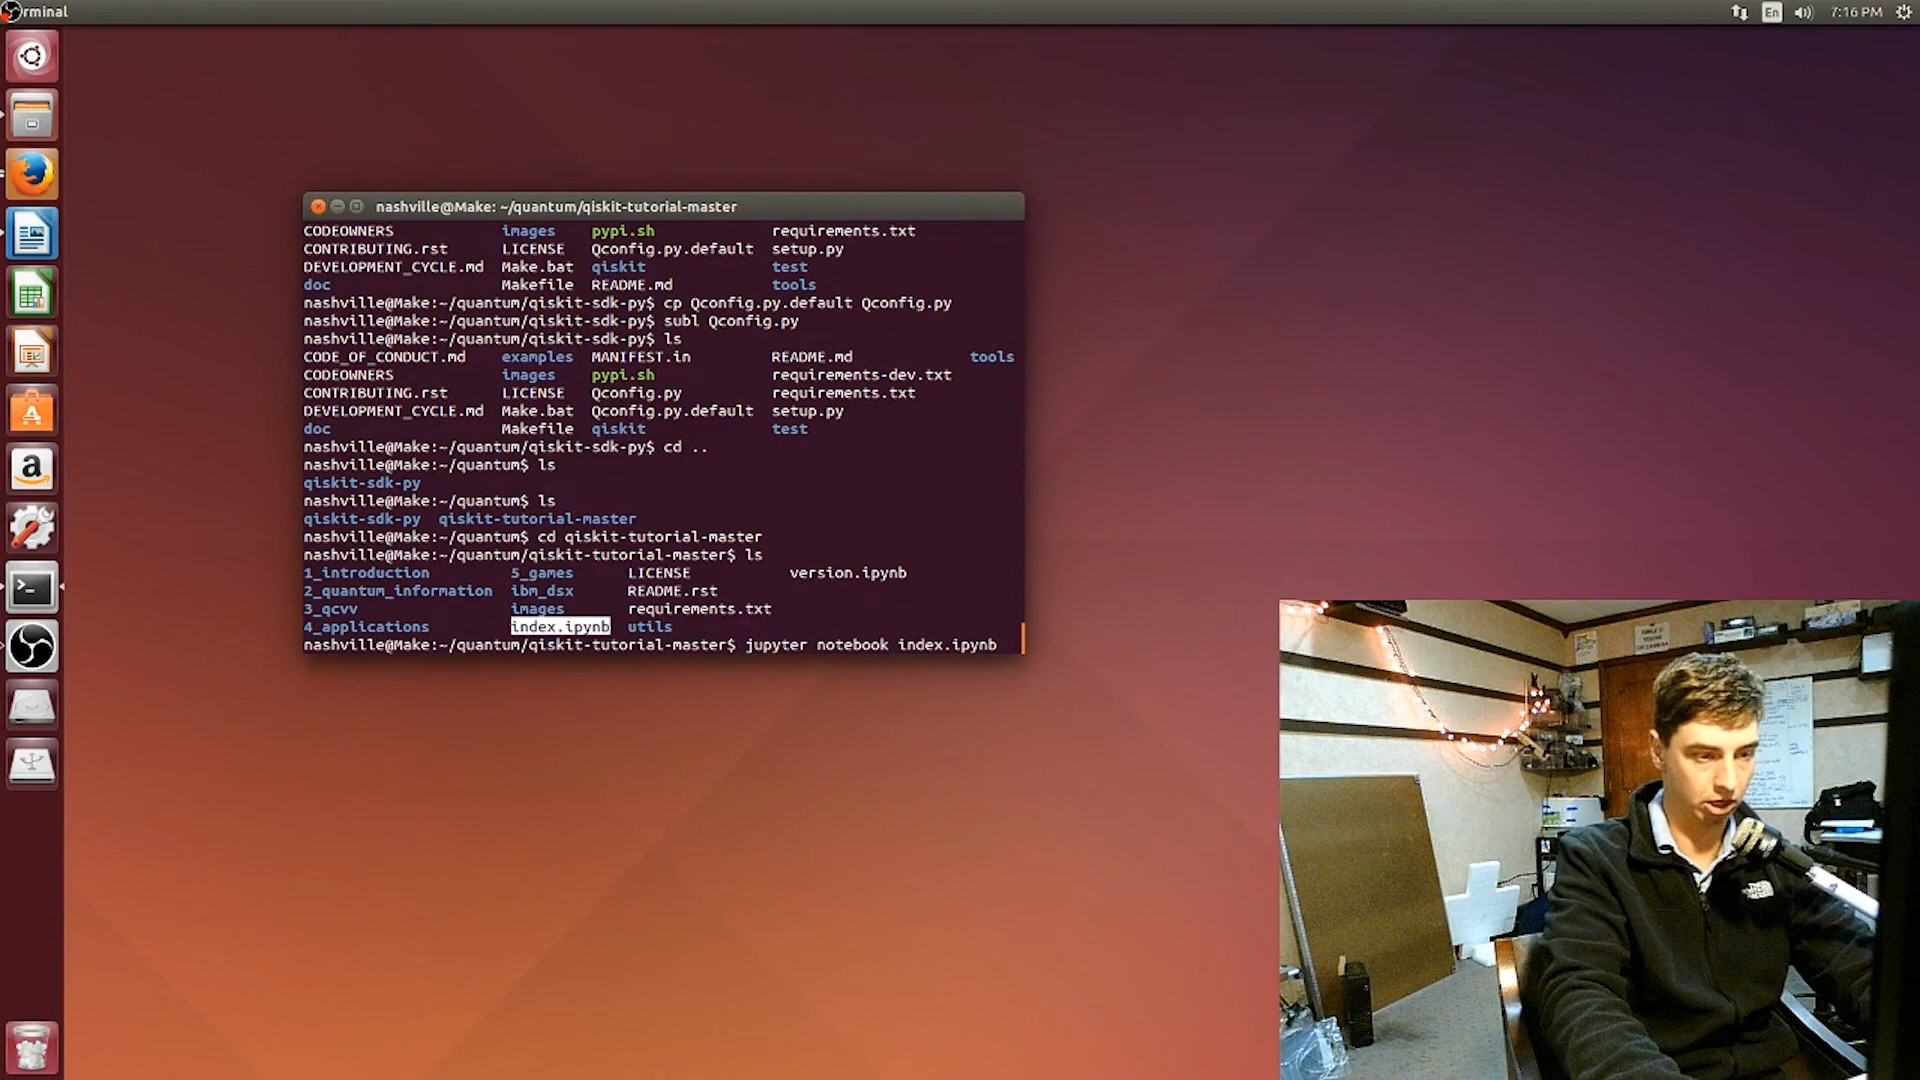 rminal
En
7:16 PM
nashville@Make: ~/quantum/qiskit-tutorial-master
CODEOWNERS images pypi.sh requirements.txt
CONTRIBUTING.rst LICENSE Qconfig.py.default setup.py
DEVELOPMENT_CYCLE.md Make.bat qiskit test
doc Makefile README.md tools
nashville@Make:~/quantum/qiskit-sdk-py$ cp Qconfig.py.default Qconfig.py
nashville@Make:~/quantum/qiskit-sdk-py$ subl Qconfig.py
nashville@Make:~/quantum/qiskit-sdk-py$ ls
CODE_OF_CONDUCT.md examples MANIFEST.in README.md tools
CODEOWNERS images pypi.sh requirements-dev.txt
CONTRIBUTING.rst LICENSE Qconfig.py requirements.txt
DEVELOPMENT_CYCLE.md Make.bat Qconfig.py.default setup.py
doc Makefile qiskit test
nashville@Make:~/quantum/qiskit-sdk-py$ cd ..
nashville@Make:~/quantum$ ls
qiskit-sdk-py
nashville@Make:~/quantum$ ls
qiskit-sdk-py qiskit-tutorial-master
nashville@Make:~/quantum$ cd qiskit-tutorial-master
nashville@Make:~/quantum/qiskit-tutorial-master$ ls
1_introduction 5_games LICENSE version.ipynb
2_quantum_information ibm_dsx README.rst
3_qcvv images requirements.txt
4_applications index.ipynb utils
nashville@Make:~/quantum/qiskit-tutorial-master$ jupyter notebook index.ipynb